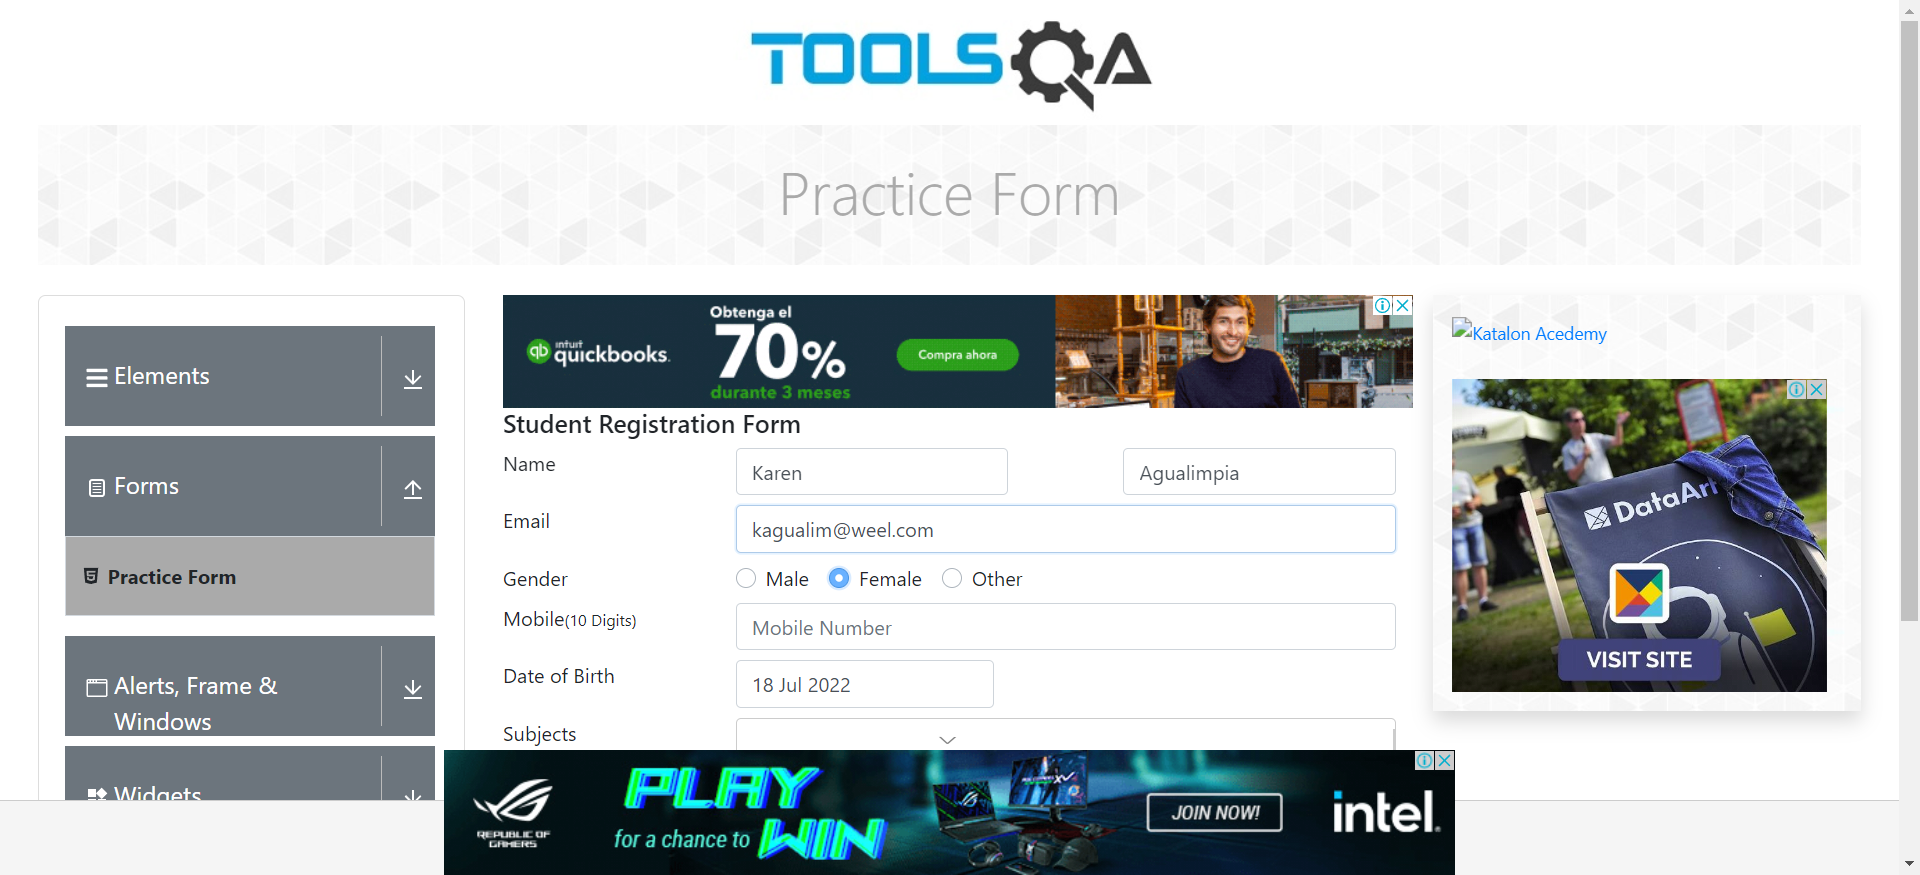 TOOLSQA
Practice Form
Elements
Forms
Practice Form
Alerts, Frame &
Windows
Widgets
intuit
quickbooks.
Obtenga el
70%
durante 3 meses
Compra ahora
Student Registration Form
Name
Karen
Agualimpia
Email
kagualim@weel.com
Gender
Male
Female
Other
Mobile(10 Digits)
Mobile Number
Date of Birth
18 Jul 2022
Subjects
Katalon Acedemy
DataArt
VISIT SITE
REPUBLIC OF
GAMERS
PLAY
for a chance to WIN
JOIN NOW!
intel.